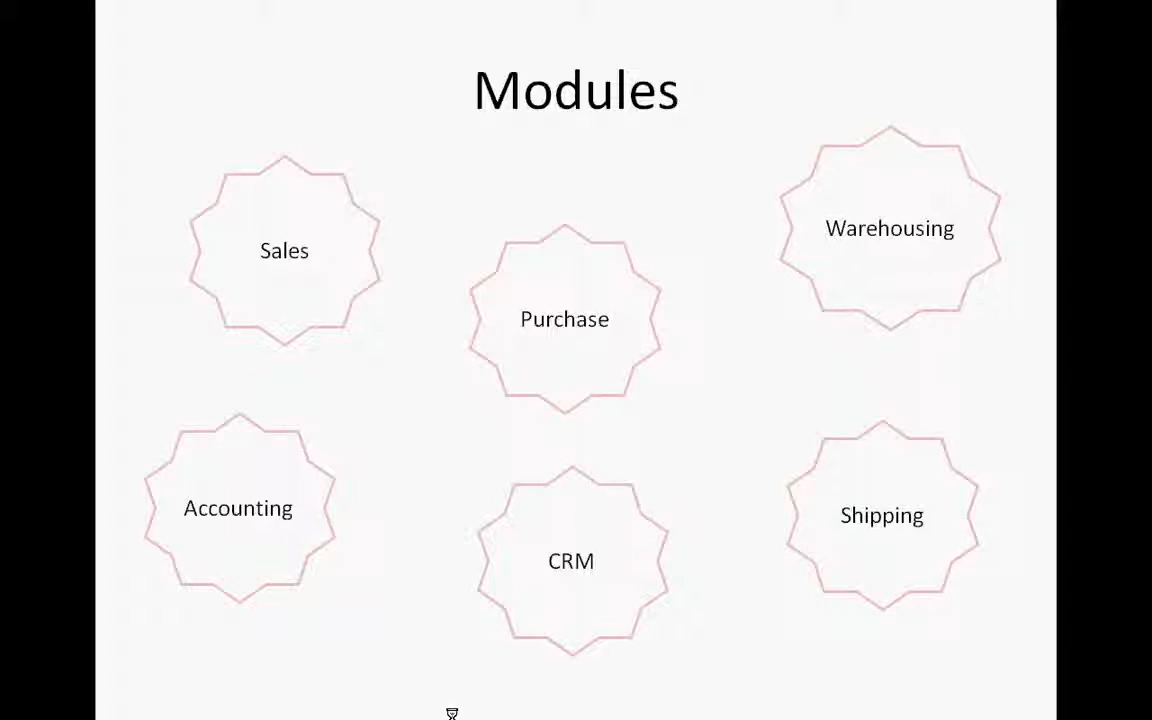 Modules
Sales
Purchase
Warehousing
Accounting
CRM
Shipping